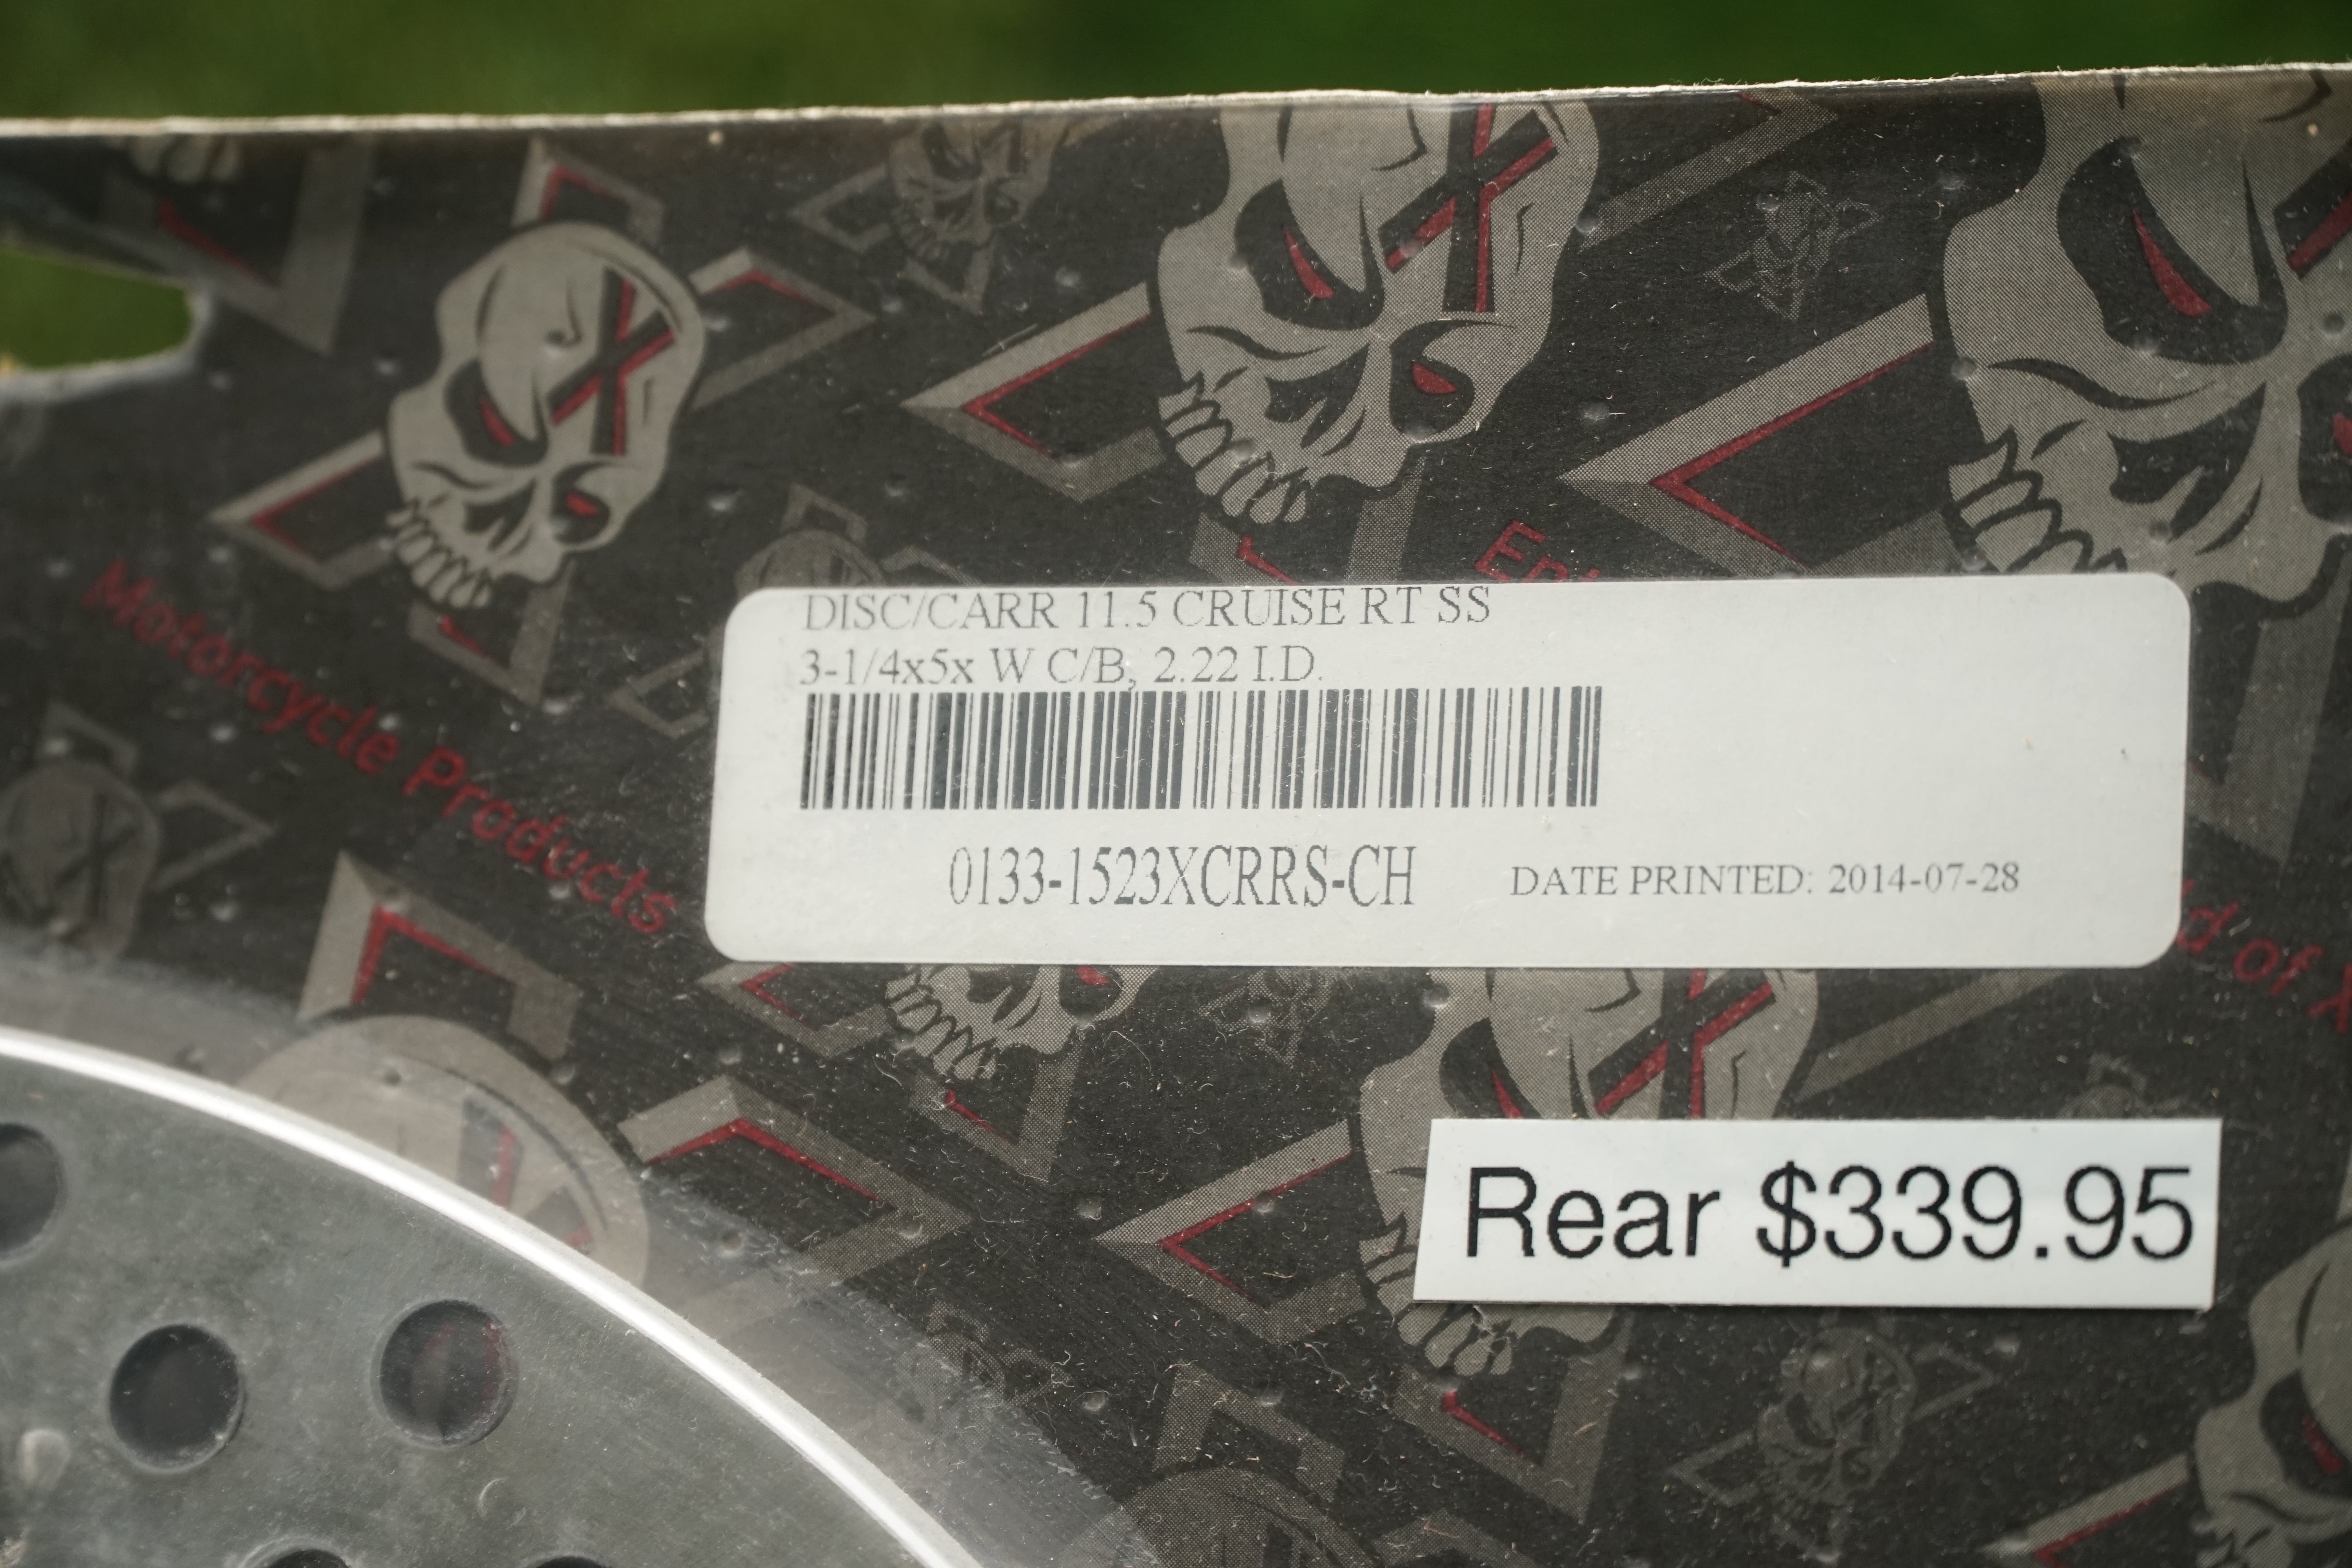 DISC/CARR 11.5 CRUISE RT SS
3-1/4x5x W C/B, 2.22 I.D.
0133-1523XCRRS-CH
DATE PRINTED: 2014-07-28
Motorcycle Products
of
Rear $339.95